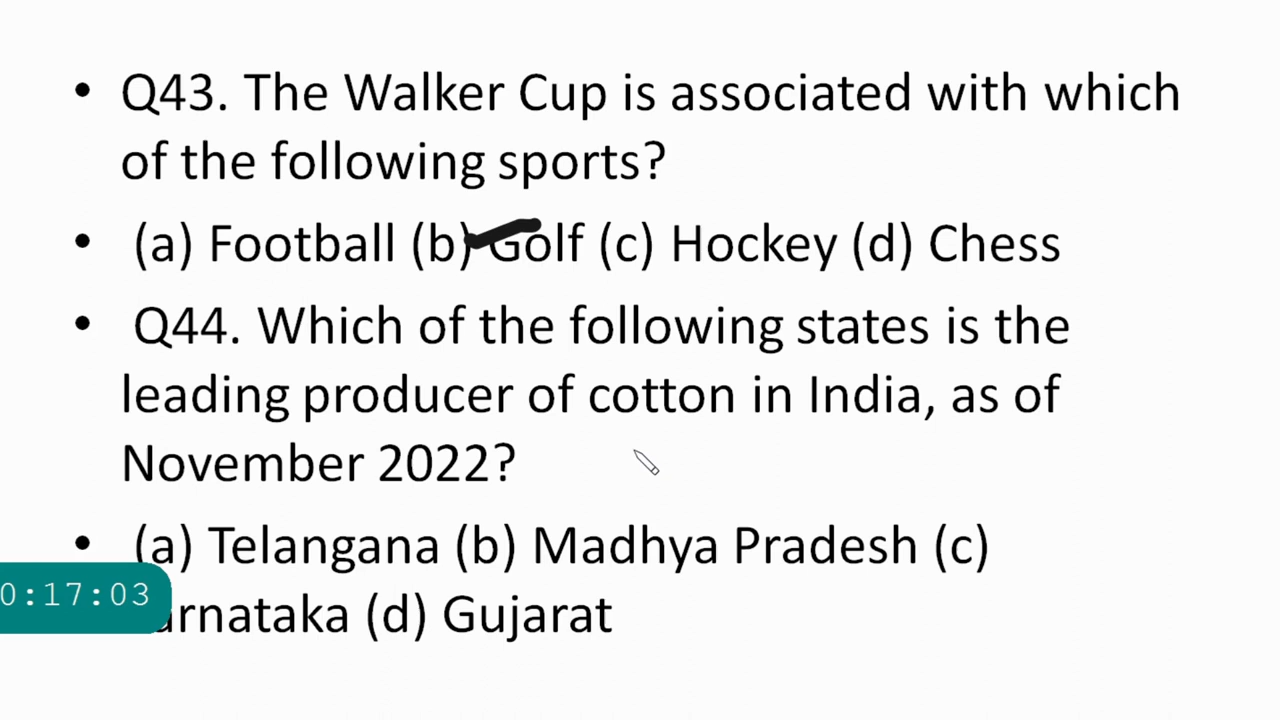 • Q43. The Walker Cup is associated with which
of the following sports?
• (a) Football (b) Golf (c) Hockey (d) Chess
• Q44. Which of the following states is the
leading producer of cotton in India, as of
November 2022?
• (a) Telangana (b) Madhya Pradesh (c)
arnataka (d) Gujarat
0:17:03